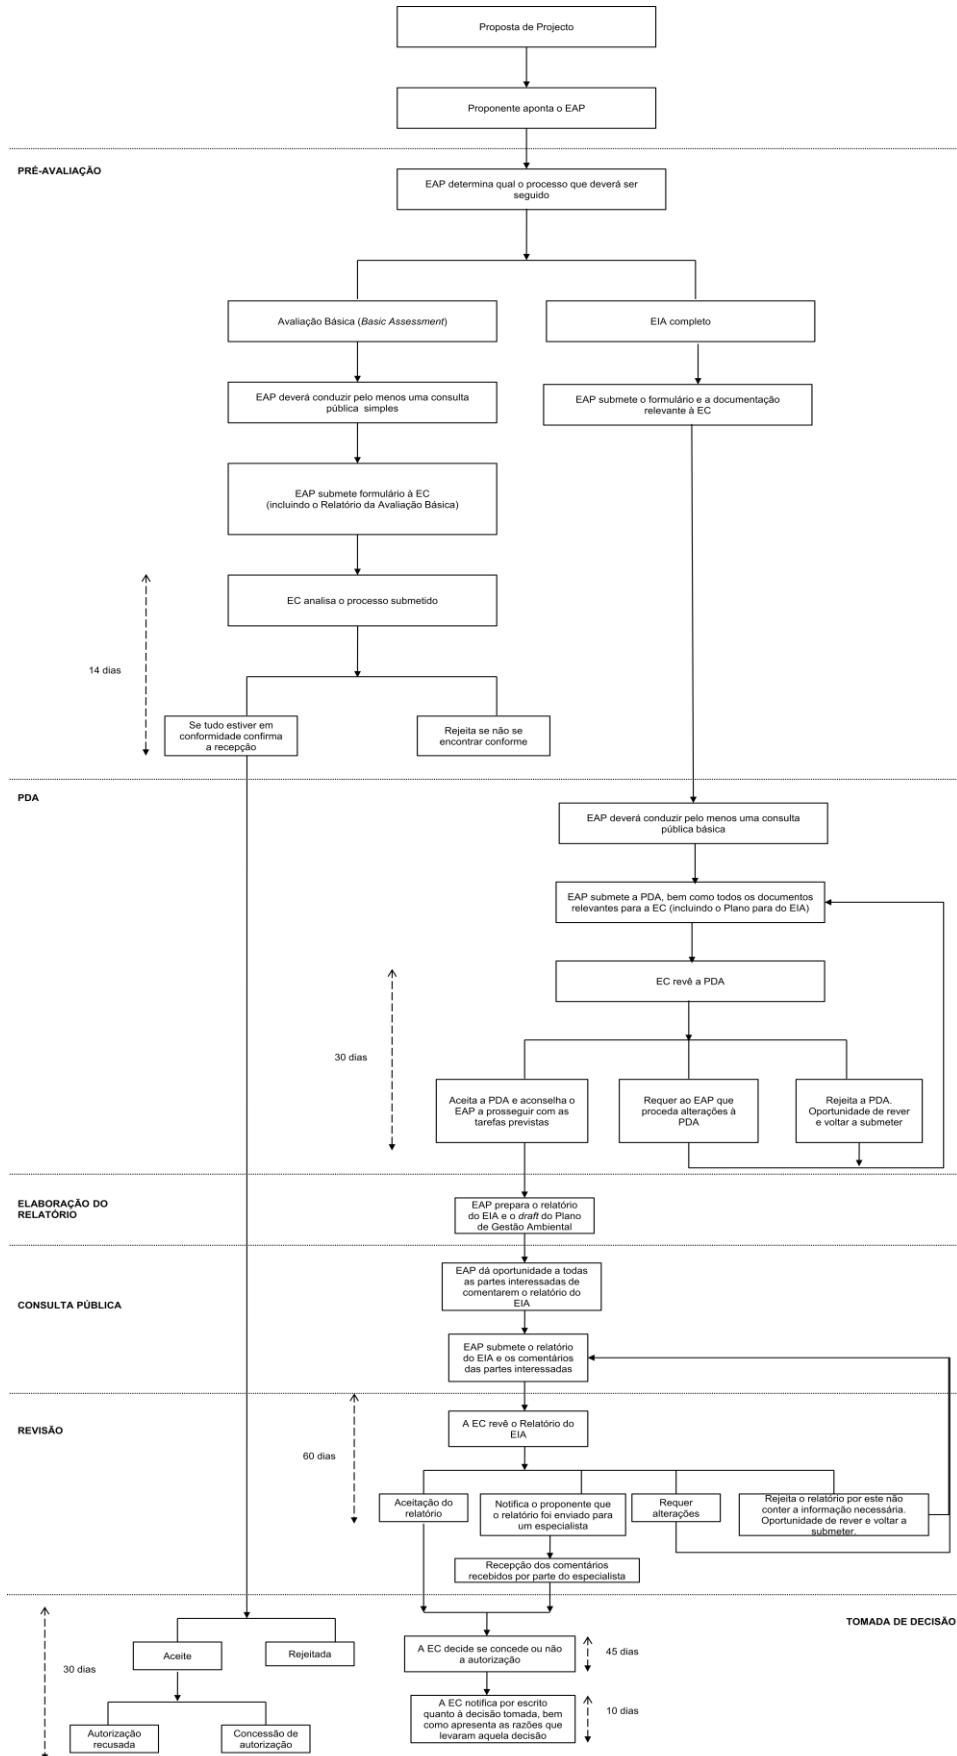 Proposta de Projecto
Proponente aponta o EAP
PRÉ-AVALIAÇÃO
EAP determina qual o processo que deverá ser
seguido
Avaliação Básica (Basic Assessment)
EIA completo
EAP deverá conduzir pelo menos uma consulta
pública simples
EAP submete o formulário e a documentação
relevante à EC
EAP submete formulário à EC
(incluindo o Relatório da Avaliação Básica)
EC analisa o processo submetido
14 dias
Se tudo estiver em
conformidade confirma
a recepção
Rejeita se não se
encontrar conforme
PDA
EAP deverá conduzir pelo menos uma consulta
pública básica
EAP submete a PDA, bem como todos os documentos
relevantes para a EC (incluindo o Plano para do EIA)
EC revê a PDA
30 dias
Aceita a PDA e aconselha o
EAP a prosseguir com as
tarefas previstas
Requer ao EAP que
proceda alterações à
PDA
Rejeita a PDA.
Oportunidade de rever
e voltar a submeter
ELABORAÇÃO DO
RELATÓRIO
EAP prepara o relatório
do EIA e o draft do Plano
de Gestão Ambiental
CONSULTA PÚBLICA
EAP dá oportunidade a todas
as partes interessadas de
comentarem o relatório do
EIA
EAP submete o relatório
do EIA e os comentários
das partes interessadas
REVISÃO
A EC revê o Relatório do
EIA
60 dias
Aceitação do
relatório
Notifica o proponente que
o relatório foi enviado para
um especialista
Requer
alterações
Rejeita o relatório por este não
conter a informação necessária.
Oportunidade de rever e voltar a
submeter.
Recepção dos comentários
recebidos por parte do especialista
TOMADA DE DECISÃO
30 dias
Aceite
Rejeitada
A EC decide se concede ou não
a autorização
45 dias
Autorização
recusada
Concessão de
autorização
A EC notifica por escrito
quanto à decisão tomada, bem
como apresenta as razões que
levaram aquela decisão
10 dias